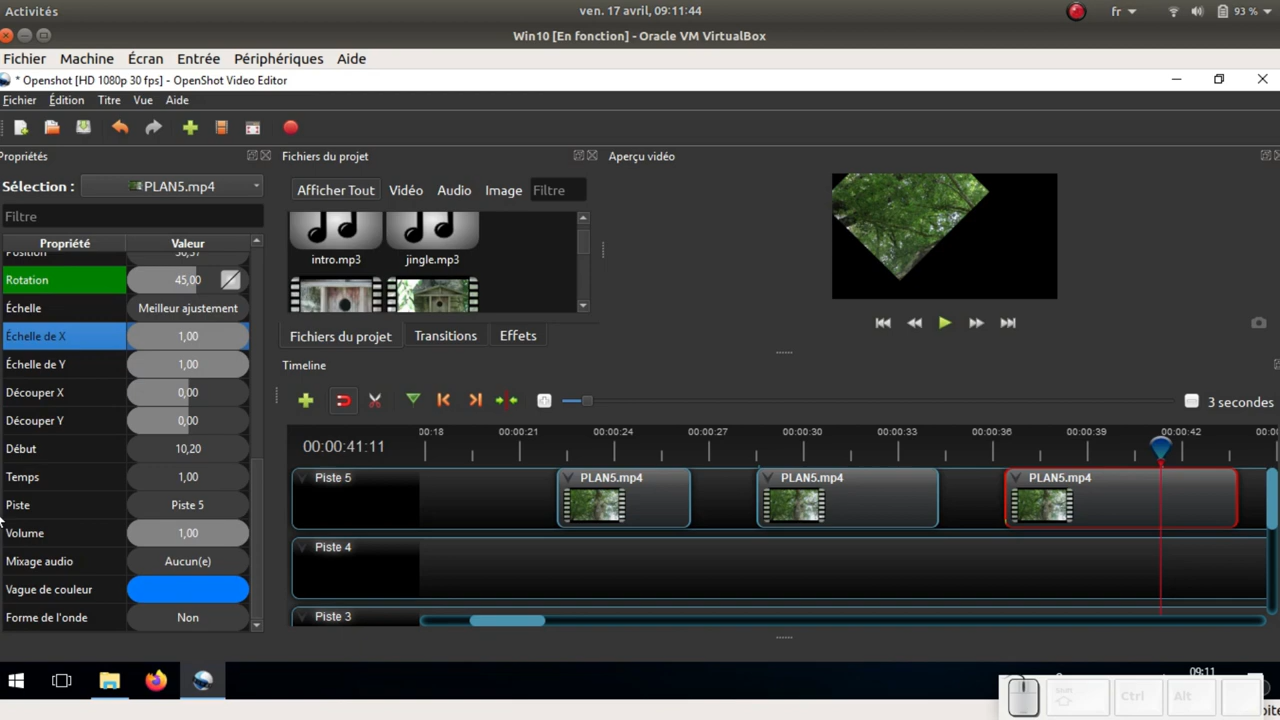 Activités
ven. 17 avril, 09:11:44
fr
93 %
Win10 [En fonction] - Oracle VM VirtualBox
Fichier Machine Écran Entrée Périphériques Aide
* Openshot [HD 1080p 30 fps] - OpenShot Video Editor
Fichier Édition Titre Vue Aide
Propriétés
Fichiers du projet
Aperçu vidéo
Sélection : PLAN5.mp4
Afficher Tout Vidéo Audio Image Filtre
Filtre
Propriété Valeur
intro.mp3 jingle.mp3
Rotation 45,00
Échelle Meilleur ajustement
Échelle de X 1,00
Échelle de Y 1,00
Découper X 0,00
Découper Y 0,00
Début 10,20
Temps 1,00
Piste Piste 5
Volume 1,00
Mixage audio Aucun(e)
Vague de couleur
Forme de l'onde Non
Fichiers du projet Transitions Effets
Timeline
3 secondes
00:00:41:11
00:18 00:00:21 00:00:24 00:00:27 00:00:30 00:00:33 00:00:36 00:00:39 00:00:42
Piste 5
PLAN5.mp4 PLAN5.mp4 PLAN5.mp4
Piste 4
Piste 3
09:11
Shift Ctrl Alt